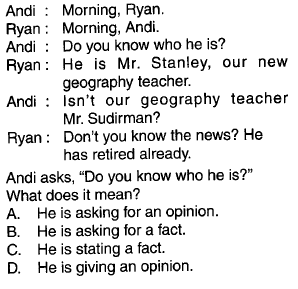 Andi : Morning, Ryan.
Ryan : Morning, Andi.
Andi : Do you know who he is?
Ryan : He is Mr. Stanley, our new
geography teacher.
Andi : Isn't our geography teacher
Mr. Sudirman?
Ryan : Don't you know the news? He
has retired already.
Andi asks, "Do you know who he is?"
What does it mean?
A. He is asking for an opinion.
B. He is asking for a fact.
C. He is stating a fact.
D. He is giving an opinion.